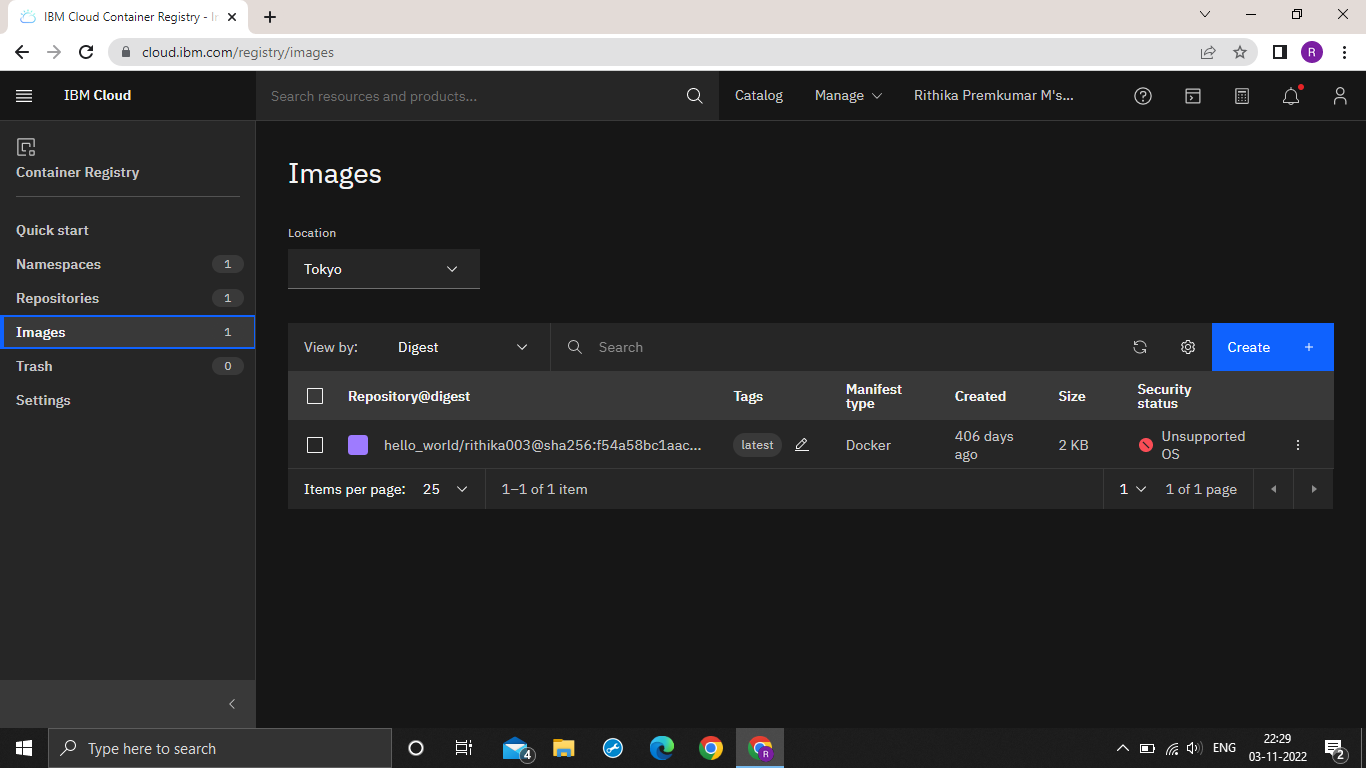 IBM Cloud Container Registry - Ir
cloud.ibm.com/registry/images
R
IBM Cloud
Search resources and products...
Catalog
Manage
Rithika Premkumar M's...
Container Registry
Quick start
Namespaces 1
Repositories 1
Images 1
Trash 0
Settings
Images
Location
Tokyo
View by: Digest
Search
Create +
Repository@digest Tags Manifest type Created Size Security status
hello_world/rithika003@sha256:f54a58bc1aac... latest Docker 406 days ago 2 KB Unsupported OS
Items per page: 25 1–1 of 1 item 1 1 of 1 page
Type here to search
4
R
ENG
22:29
03-11-2022
2